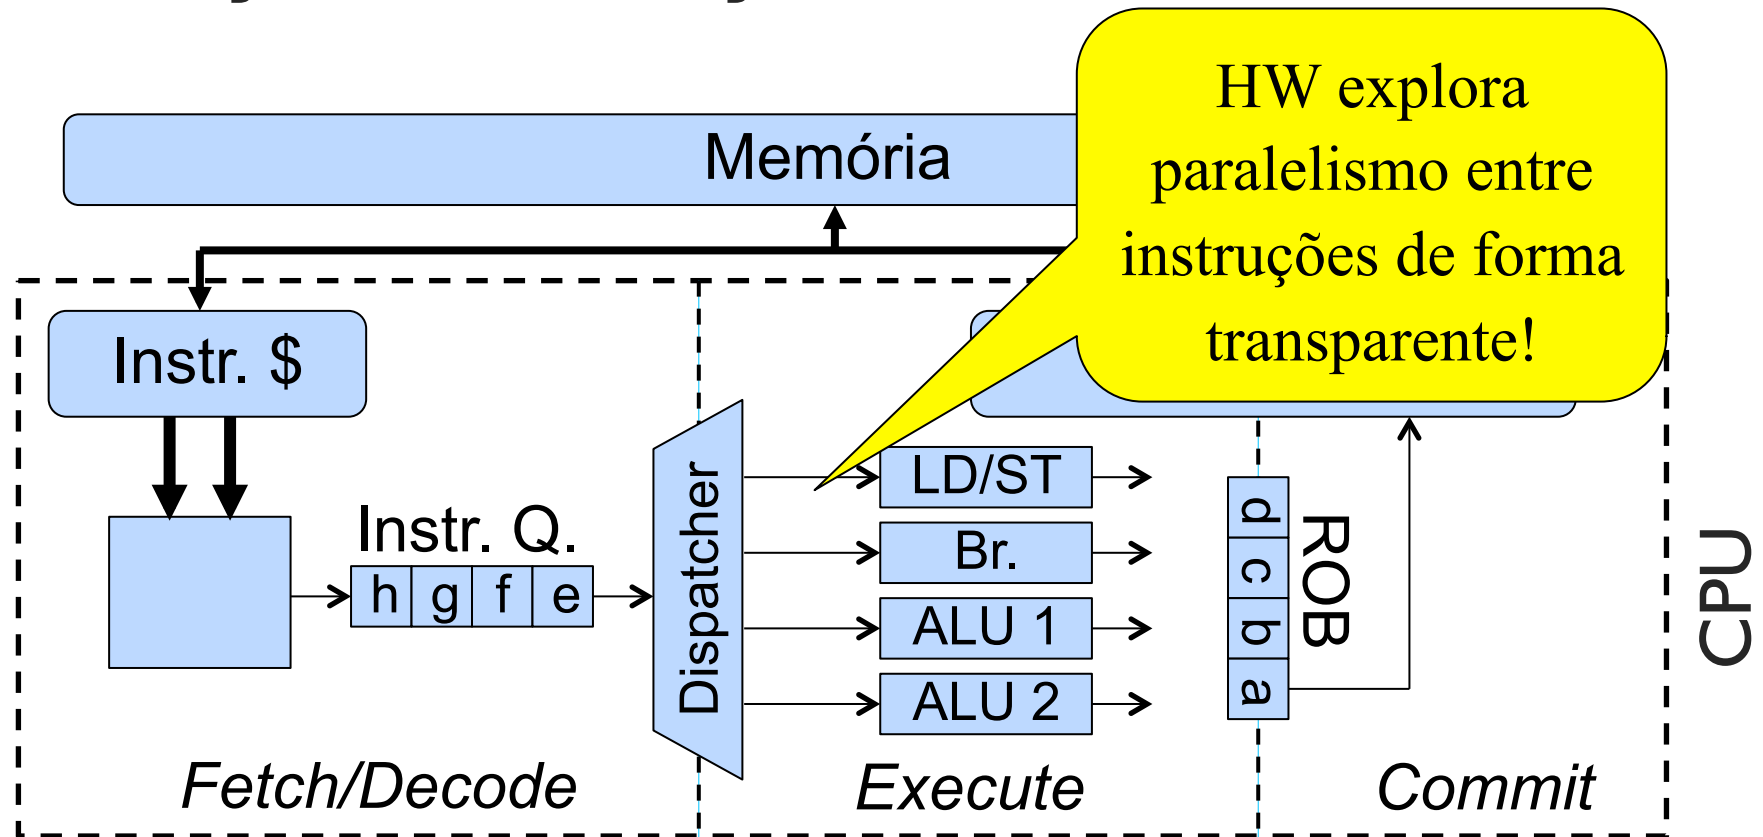 HW explora
paralelismo entre
instruções de forma
transparente!
Memória
Instr. $
Instr. Q.
h g f e
Dispatcher
LD/ST
Br.
ALU 1
ALU 2
d c b a
ROB
CPU
Fetch/Decode
Execute
Commit